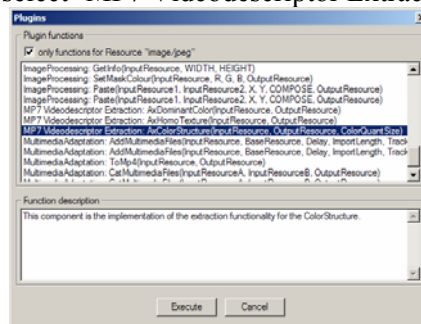 select "MP7 Videodescriptor Extrac
Plugins
Plugin functions
only functions for Resource "image/jpeg"
ImageProcessing: GetInfo(InputResource, WIDTH, HEIGHT)
ImageProcessing: SetMaskColour(InputResource, R, G, B, OutputResource)
ImageProcessing: Paste(InputResource1, InputResource2, X, Y, COMPOSE, OutputResource)
ImageProcessing: Paste(InputResource1, InputResource2, X, Y, COMPOSE, OutputResource)
MP7 Videodescriptor Extraction: AxDominantColor(InputResource, OutputResource)
MP7 Videodescriptor Extraction: AxHomoTexture(InputResource, OutputResource)
MP7 Videodescriptor Extraction: AxColorStructure(InputResource, OutputResource, ColorQuantSize)
MultimediaAdaptation: AddMultimediaFiles(InputResource, BaseResource, Delay, ImportLength, Track
MultimediaAdaptation: AddMultimediaFiles(InputResource, BaseResource, Delay, ImportLength, Track
MultimediaAdaptation: ToMp4(InputResource, OutputResource)
MultimediaAdaptation: CatMultimediaFiles(InputResourceA, InputResourceB, OutputResource)
Function description
This component is the implementation of the extraction functionality for the ColorStructure.
Execute
Cancel